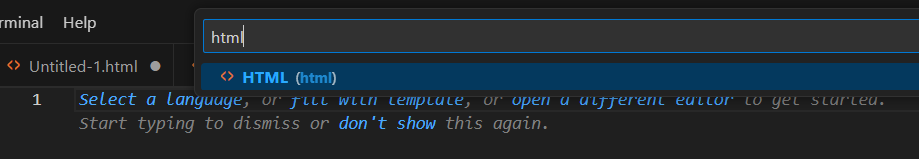 rminal Help
html
Untitled-1.html
HTML (html)
1 Select a language, or fill with template, or open a different editor to get started.
Start typing to dismiss or don't show this again.